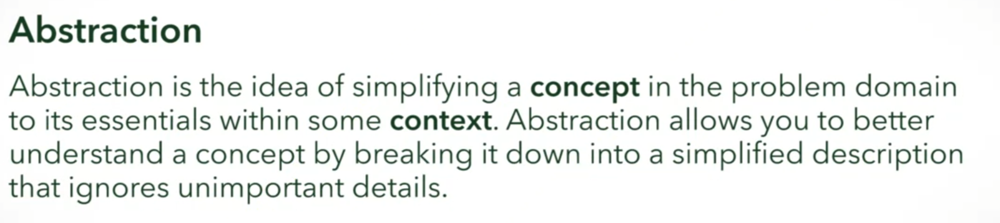 Abstraction
Abstraction is the idea of simplifying a concept in the problem domain
to its essentials within some context. Abstraction allows you to better
understand a concept by breaking it down into a simplified description
that ignores unimportant details.